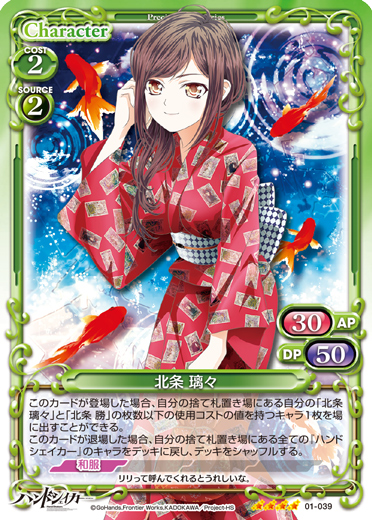 Character
COST
2
SOURCE
2
30 AP
DP 50
北条 璃々
このカードが登場した場合、自分の捨て札置き場にある自分の「北条
璃々」と「北条 勝」の枚数以下の使用コストの値を持つキャラ1枚を場
に出すことができる。
このカードが退場した場合、自分の捨て札置き場にある全ての『ハンド
シェイカー』のキャラをデッキに戻し、デッキをシャッフルする。
和服
リリって呼んでくれるとうれしいな。
ハンドシェイカー
©GoHands,Frontier Works,KADOKAWA/Project-HS
01-039